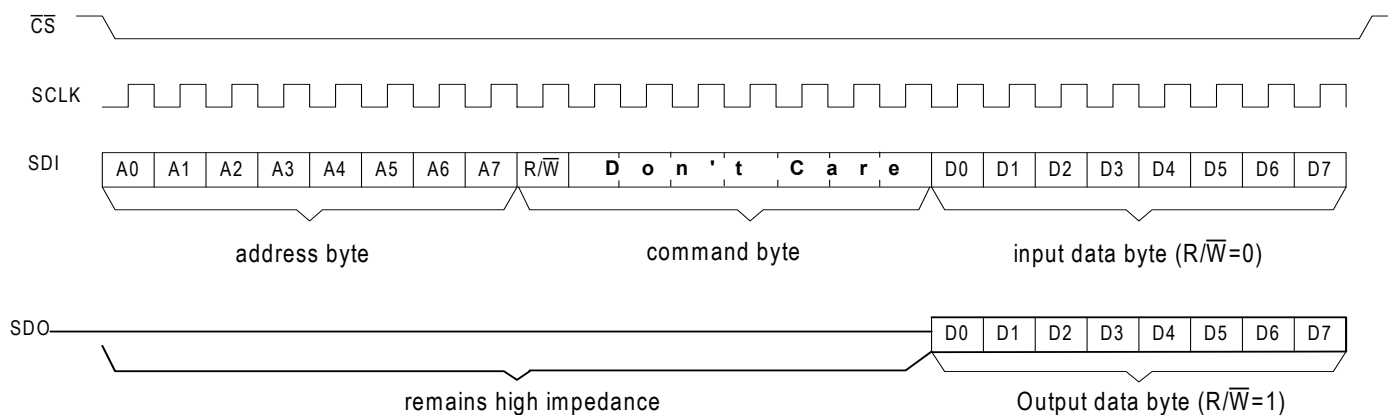 C̅S̅
SCLK
SDI A0 A1 A2 A3 A4 A5 A6 A7 R/W̅ Don't Care D0 D1 D2 D3 D4 D5 D6 D7
address byte command byte input data byte (R/W̅=0)
SDO D0 D1 D2 D3 D4 D5 D6 D7
remains high impedance Output data byte (R/W̅=1)